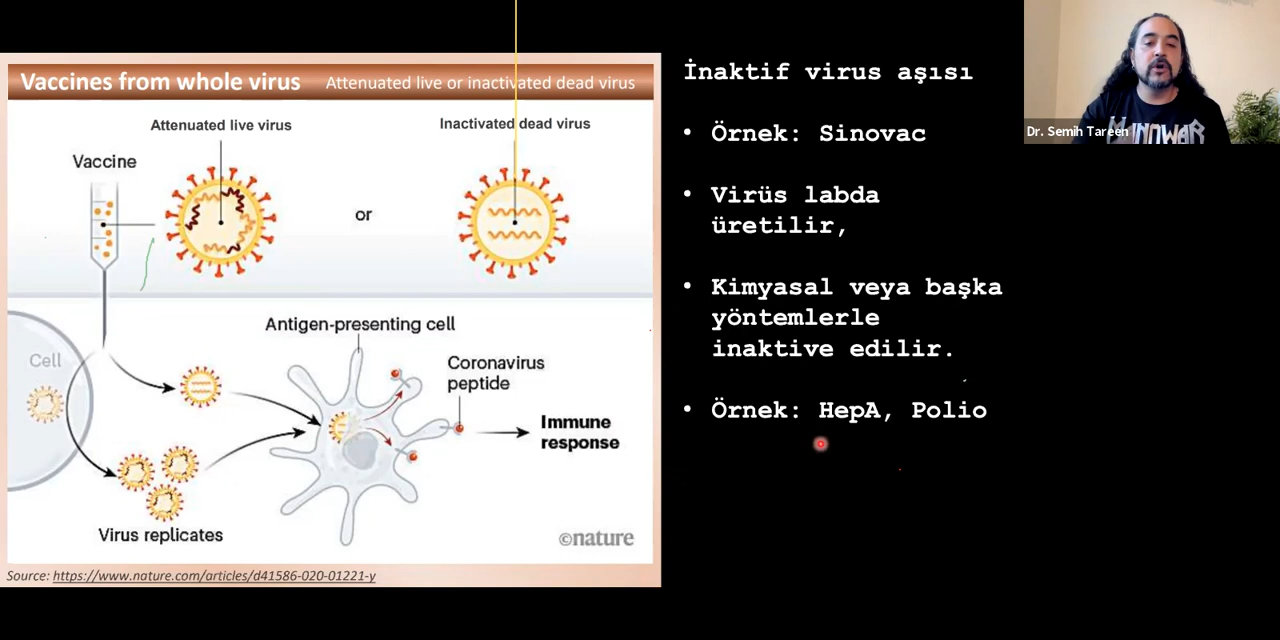 Vaccines from whole virus Attenuated live or inactivated dead virus
Attenuated live virus
Inactivated dead virus
Vaccine
or
Antigen-presenting cell
Cell
Coronavirus
peptide
Immune
response
Virus replicates
©nature
Source: https://www.nature.com/articles/d41586-020-01221-y
İnaktif virus aşısı
• Örnek: Sinovac
• Virüs labda
üretilir,
• Kimyasal veya başka
yöntemlerle
inaktive edilir.
• Örnek: HepA, Polio
Dr. Semih Tareen
MANOWAR